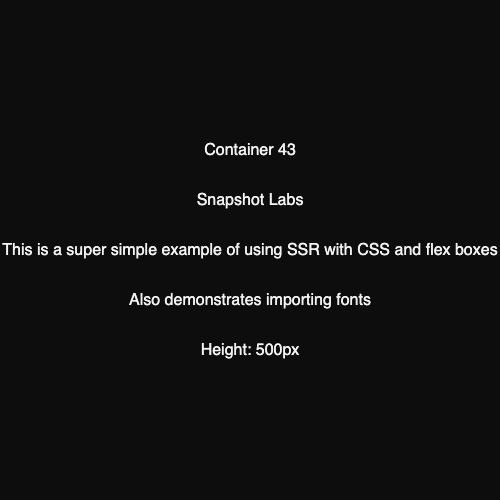 Container 43
Snapshot Labs
This is a super simple example of using SSR with CSS and flex boxes
Also demonstrates importing fonts
Height: 500px